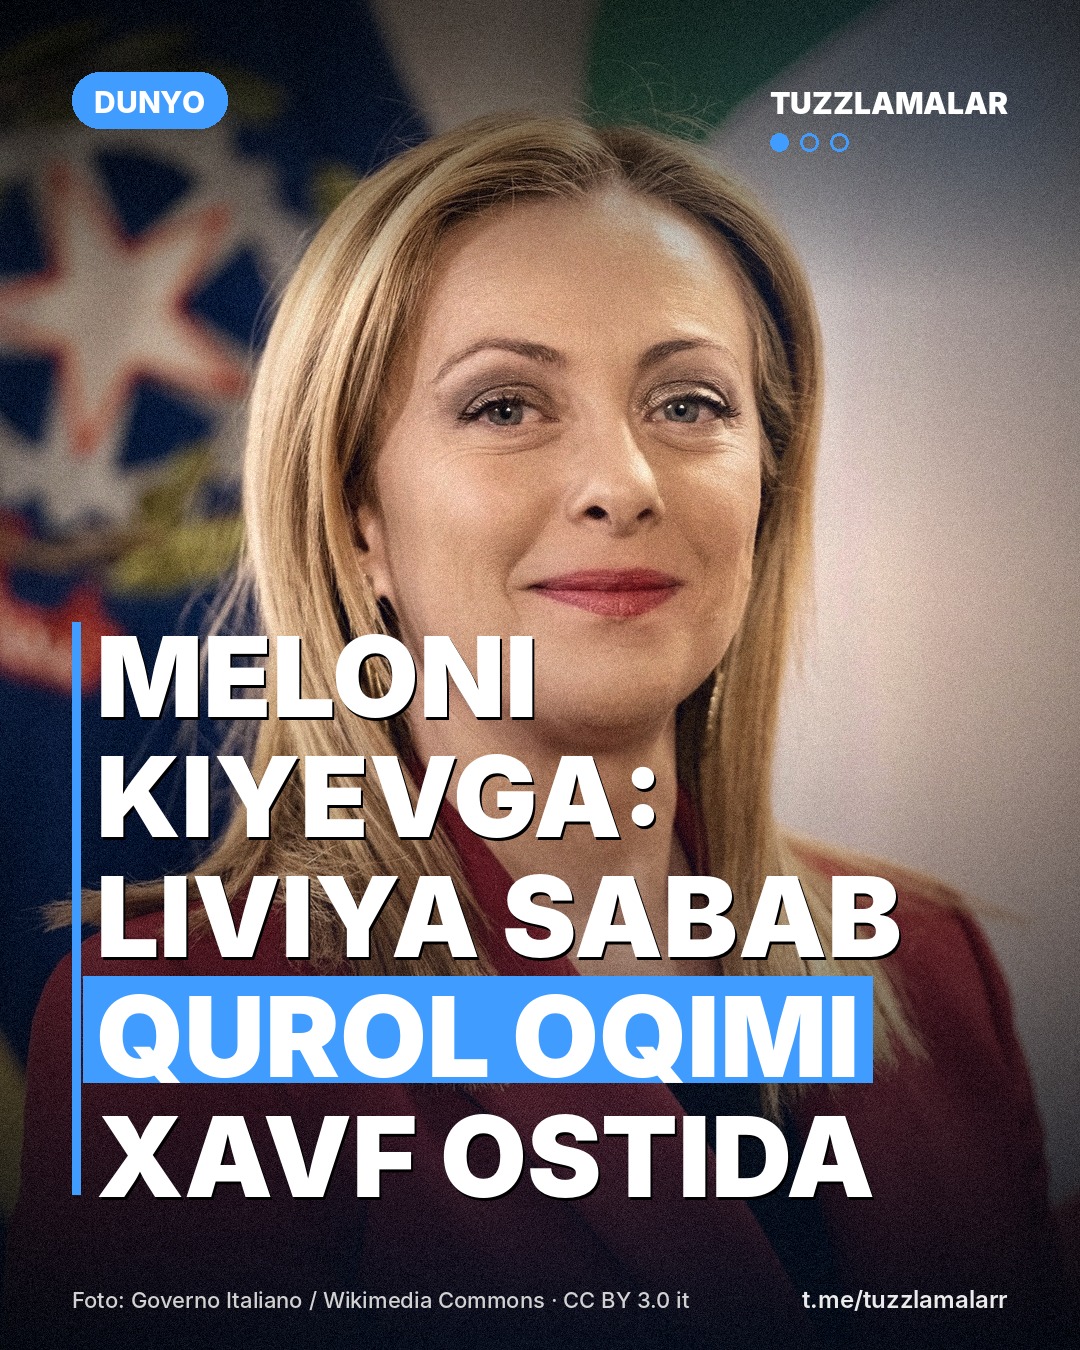 DUNYO
TUZZLAMALAR
MELONI
KIYEVGA:
LIVIYA SABAB
QUROL OQIMI
XAVF OSTIDA
Foto: Governo Italiano / Wikimedia Commons · CC BY 3.0 it
t.me/tuzzlamalarr